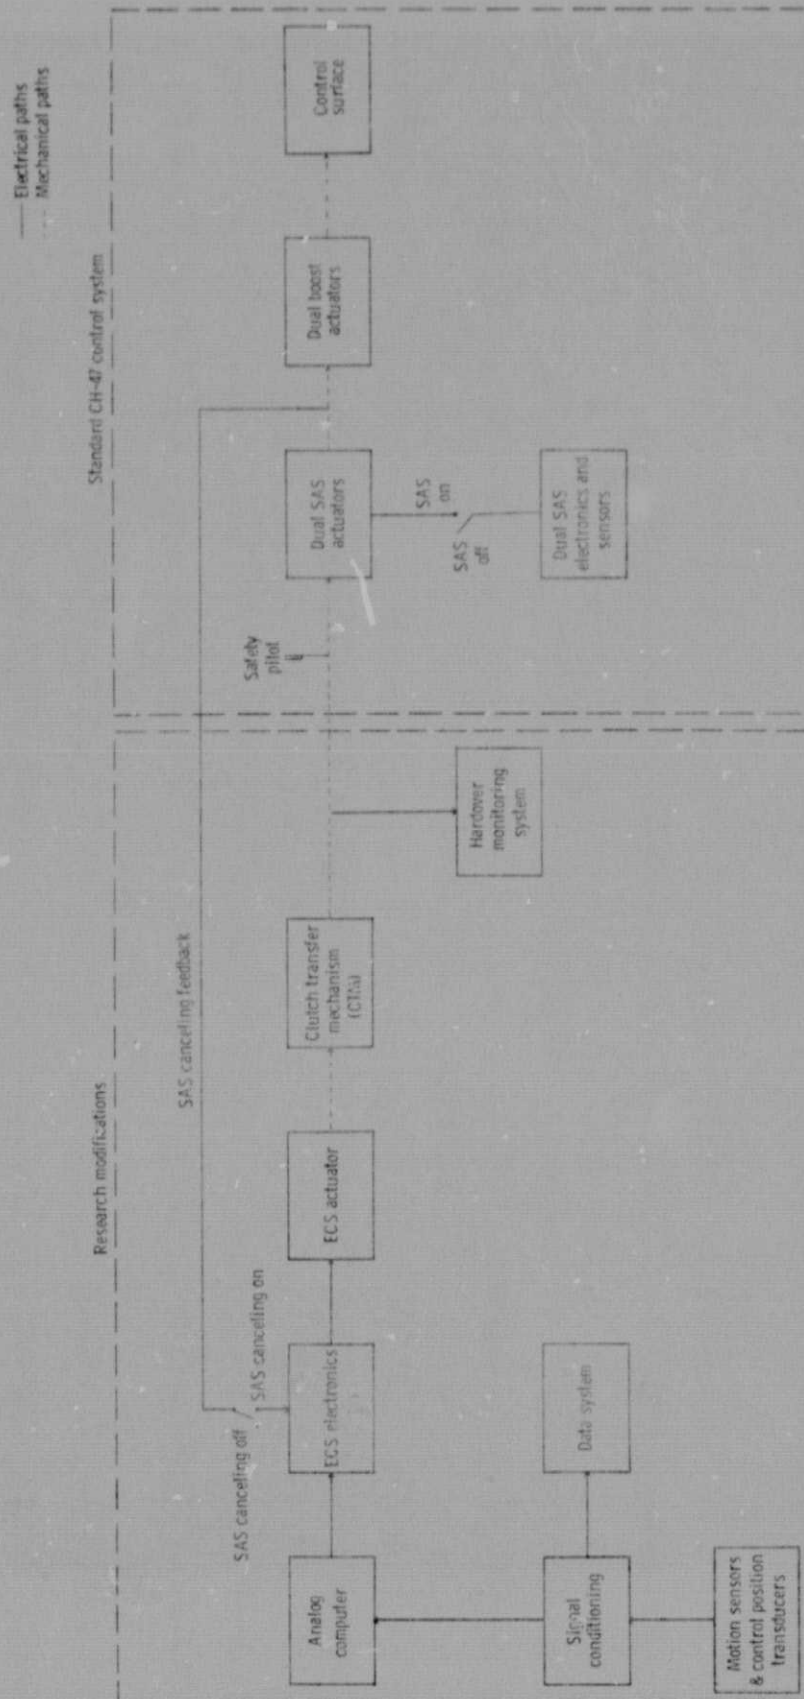 Electrical paths
Mechanical paths
Research modifications
Standard CH-47 control system
SAS canceling feedback
SAS canceling off
SAS canceling on
Safety
pilot
Analog
computer
ECS electronics
ECS actuator
Clutch transfer
mechanism
(CTM)
Dual SAS
actuators
Dual boost
actuators
Control
surface
SAS
on
SAS
off
Hardover
monitoring
system
Signal
conditioning
Data system
Dual SAS
electronics and
sensors
Motion sensors
& control position
transducers